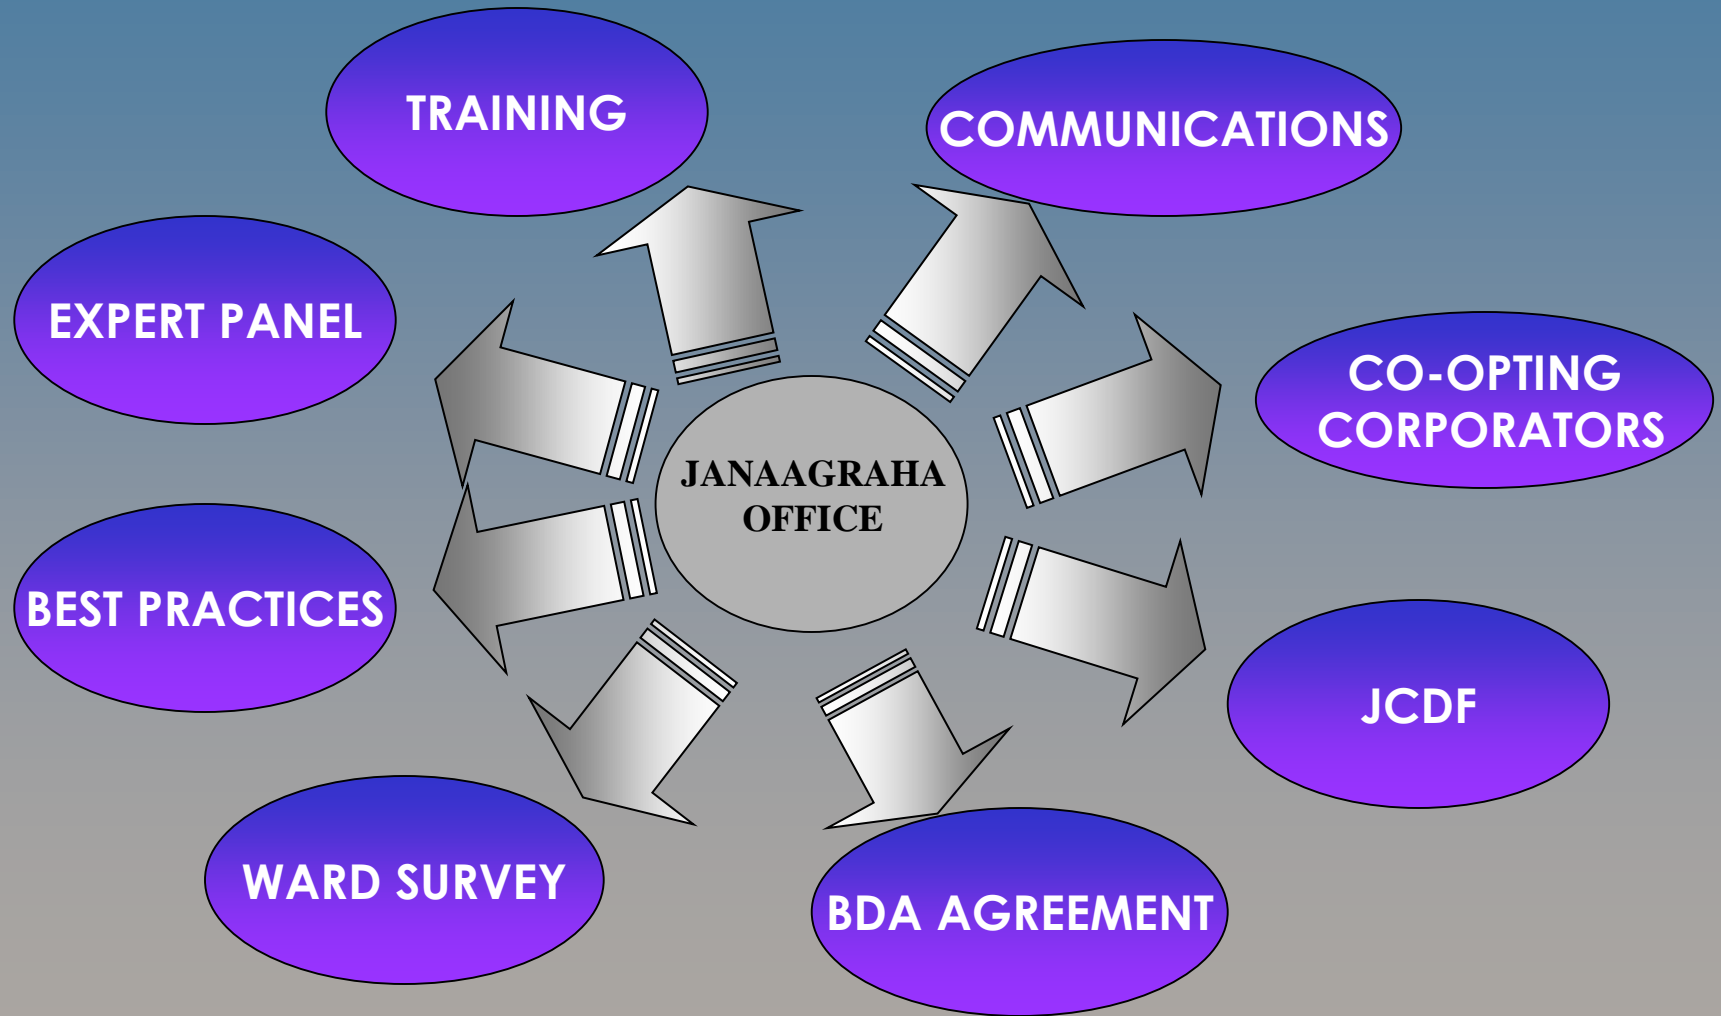 TRAINING
COMMUNICATIONS
EXPERT PANEL
CO-OPTING
CORPORATORS
JANAAGRAHA
OFFICE
BEST PRACTICES
JCDF
WARD SURVEY
BDA AGREEMENT